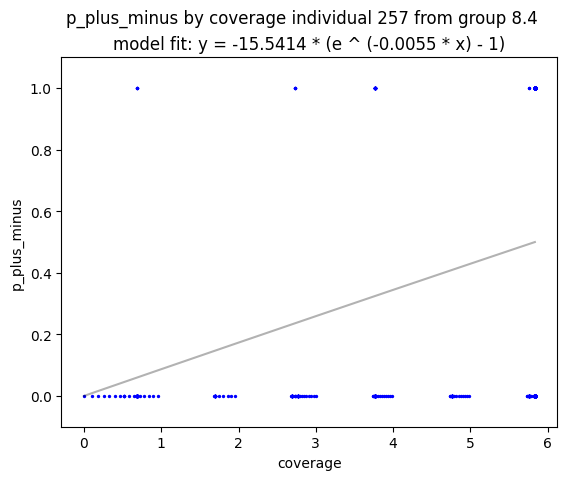 p_plus_minus by coverage individual 257 from group 8.4
model fit: y = -15.5414 * (e ^ (-0.0055 * x) - 1)
1.0
0.8
0.6
0.4
0.2
0.0
p_plus_minus
0 1 2 3 4 5 6
coverage